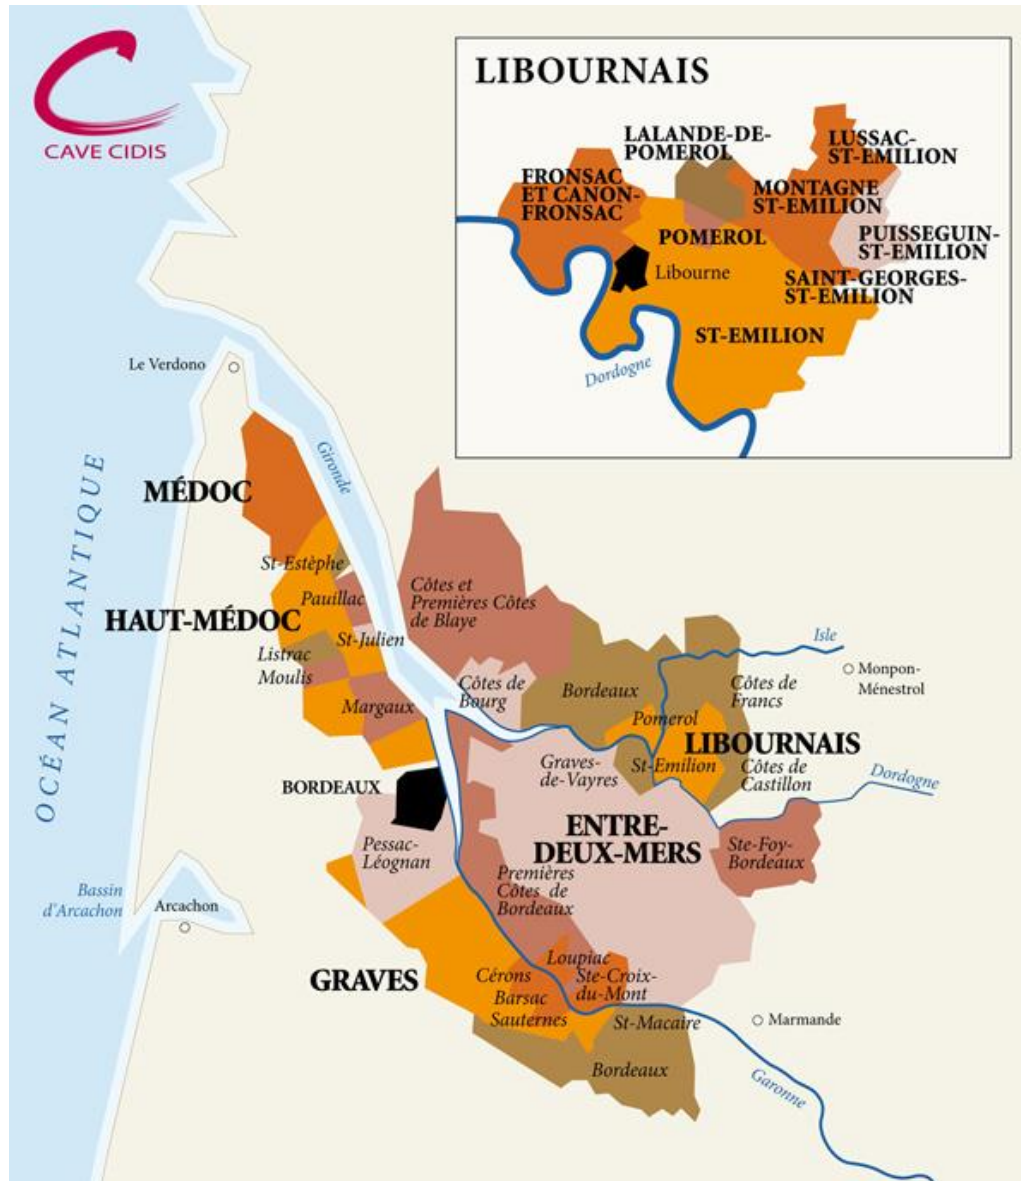 CAVE CIDIS
LIBOURNAIS
LALANDE-DE-
POMEROL
LUSSAC-
ST-EMILION
FRONSAC
ET CANON-
FRONSAC
MONTAGNE
ST-EMILION
POMEROL
PUISSEGUIN-
ST-EMILION
Libourne
SAINT-GEORGES-
ST-EMILION
ST-EMILION
Dordogne
Le Verdono
Gironde
OCÉAN ATLANTIQUE
MÉDOC
St-Estèphe
Pauillac
Côtes et
Premières Côtes
de Blaye
HAUT-MÉDOC
St-Julien
Listrac
Moulis
Margaux
Côtes de
Bourg
Bordeaux
Isle
Monpon-
Ménestrol
Côtes de
Francs
Pomerol
LIBOURNAIS
St-Emilion
Graves-
de-Vayres
Côtes de
Castillon
Dordogne
BORDEAUX
ENTRE-
DEUX-MERS
Ste-Foy-
Bordeaux
Pessac-
Léognan
Premières
Côtes de
Bordeaux
Bassin
d'Arcachon
Arcachon
GRAVES
Loupiac
Cérons
Ste-Croix-
du-Mont
Barsac
Sauternes
St-Macaire
Marmande
Bordeaux
Garonne